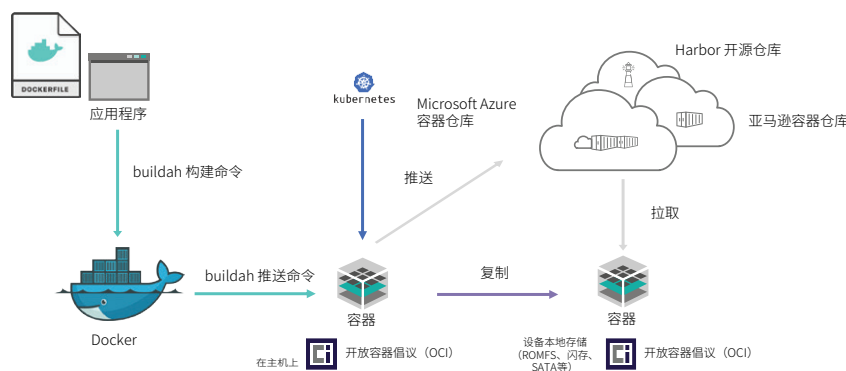 DOCKERFILE
应用程序
buildah 构建命令
Docker
buildah 推送命令
kubernetes
Microsoft Azure
容器仓库
推送
Harbor 开源仓库
亚马逊容器仓库
拉取
容器
复制
容器
在主机上
Ci
开放容器倡议（OCI）
设备本地存储
（ROMFS、闪存、
SATA等）
Ci
开放容器倡议（OCI）